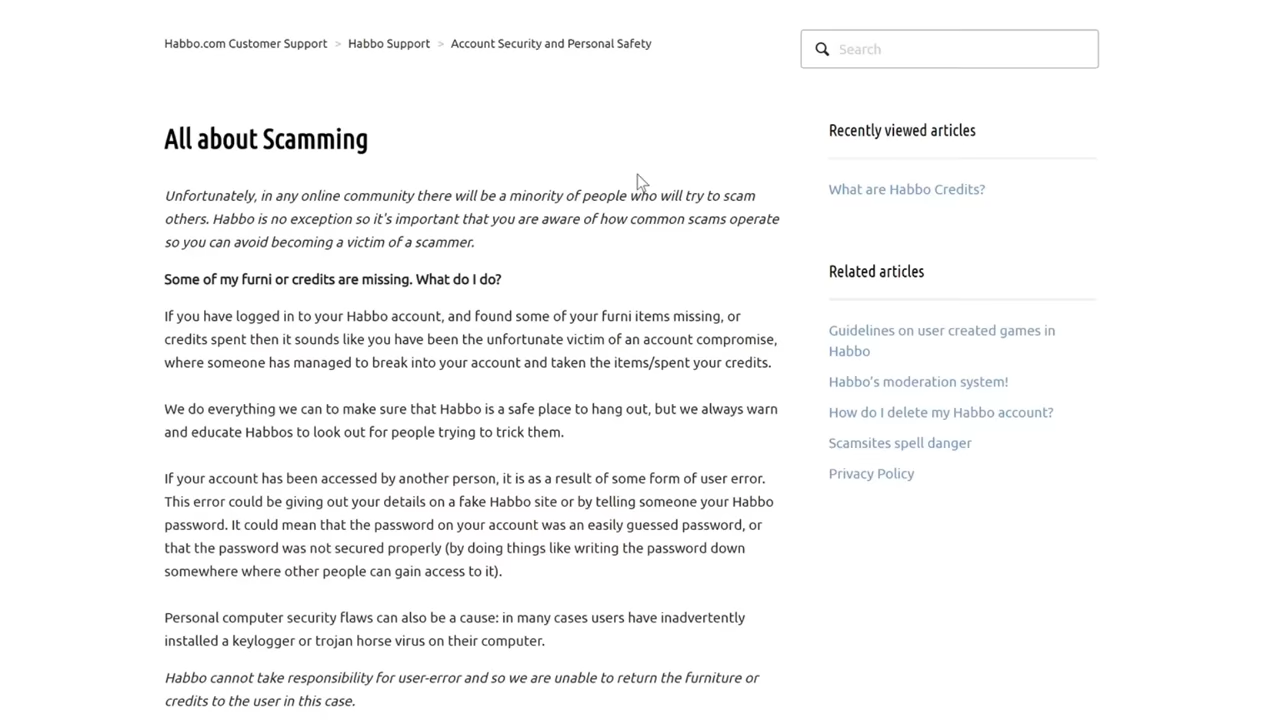 Habbo.com Customer Support > Habbo Support > Account Security and Personal Safety
Search
All about Scamming
Unfortunately, in any online community there will be a minority of people who will try to scam
others. Habbo is no exception so it's important that you are aware of how common scams operate
so you can avoid becoming a victim of a scammer.
Some of my furni or credits are missing. What do I do?
If you have logged in to your Habbo account, and found some of your furni items missing, or
credits spent then it sounds like you have been the unfortunate victim of an account compromise,
where someone has managed to break into your account and taken the items/spent your credits.
We do everything we can to make sure that Habbo is a safe place to hang out, but we always warn
and educate Habbos to look out for people trying to trick them.
If your account has been accessed by another person, it is as a result of some form of user error.
This error could be giving out your details on a fake Habbo site or by telling someone your Habbo
password. It could mean that the password on your account was an easily guessed password, or
that the password was not secured properly (by doing things like writing the password down
somewhere where other people can gain access to it).
Personal computer security flaws can also be a cause: in many cases users have inadvertently
installed a keylogger or trojan horse virus on their computer.
Habbo cannot take responsibility for user-error and so we are unable to return the furniture or
credits to the user in this case.
Recently viewed articles
What are Habbo Credits?
Related articles
Guidelines on user created games in
Habbo
Habbo's moderation system!
How do I delete my Habbo account?
Scamsites spell danger
Privacy Policy